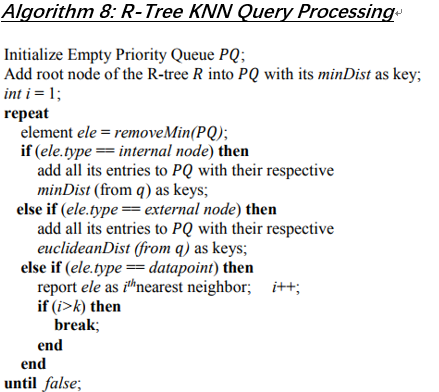 Algorithm 8: R-Tree KNN Query Processing↵
Initialize Empty Priority Queue PQ;
Add root node of the R-tree R into PQ with its minDist as key;
int i = 1;
repeat
element ele = removeMin(PQ);
if (ele.type == internal node) then
add all its entries to PQ with their respective
minDist (from q) as keys;
else if (ele.type == external node) then
add all its entries to PQ with their respective
euclideanDist (from q) as keys;
else if (ele.type == datapoint) then
report ele as iᵗʰnearest neighbor; i++;
if (i>k) then
break;
end
end
until false;